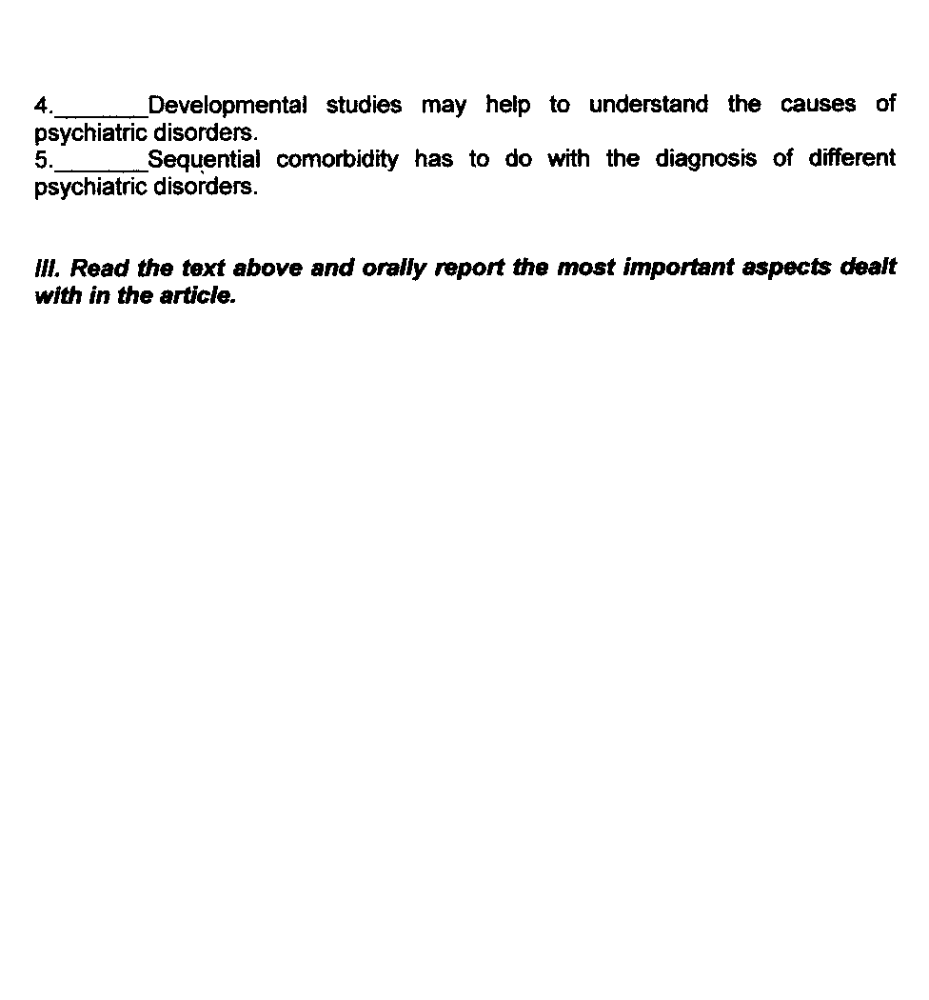 4._______Developmental studies may help to understand the causes of
psychiatric disorders.
5._______Sequential comorbidity has to do with the diagnosis of different
psychiatric disorders.
III. Read the text above and orally report the most important aspects dealt
with in the article.